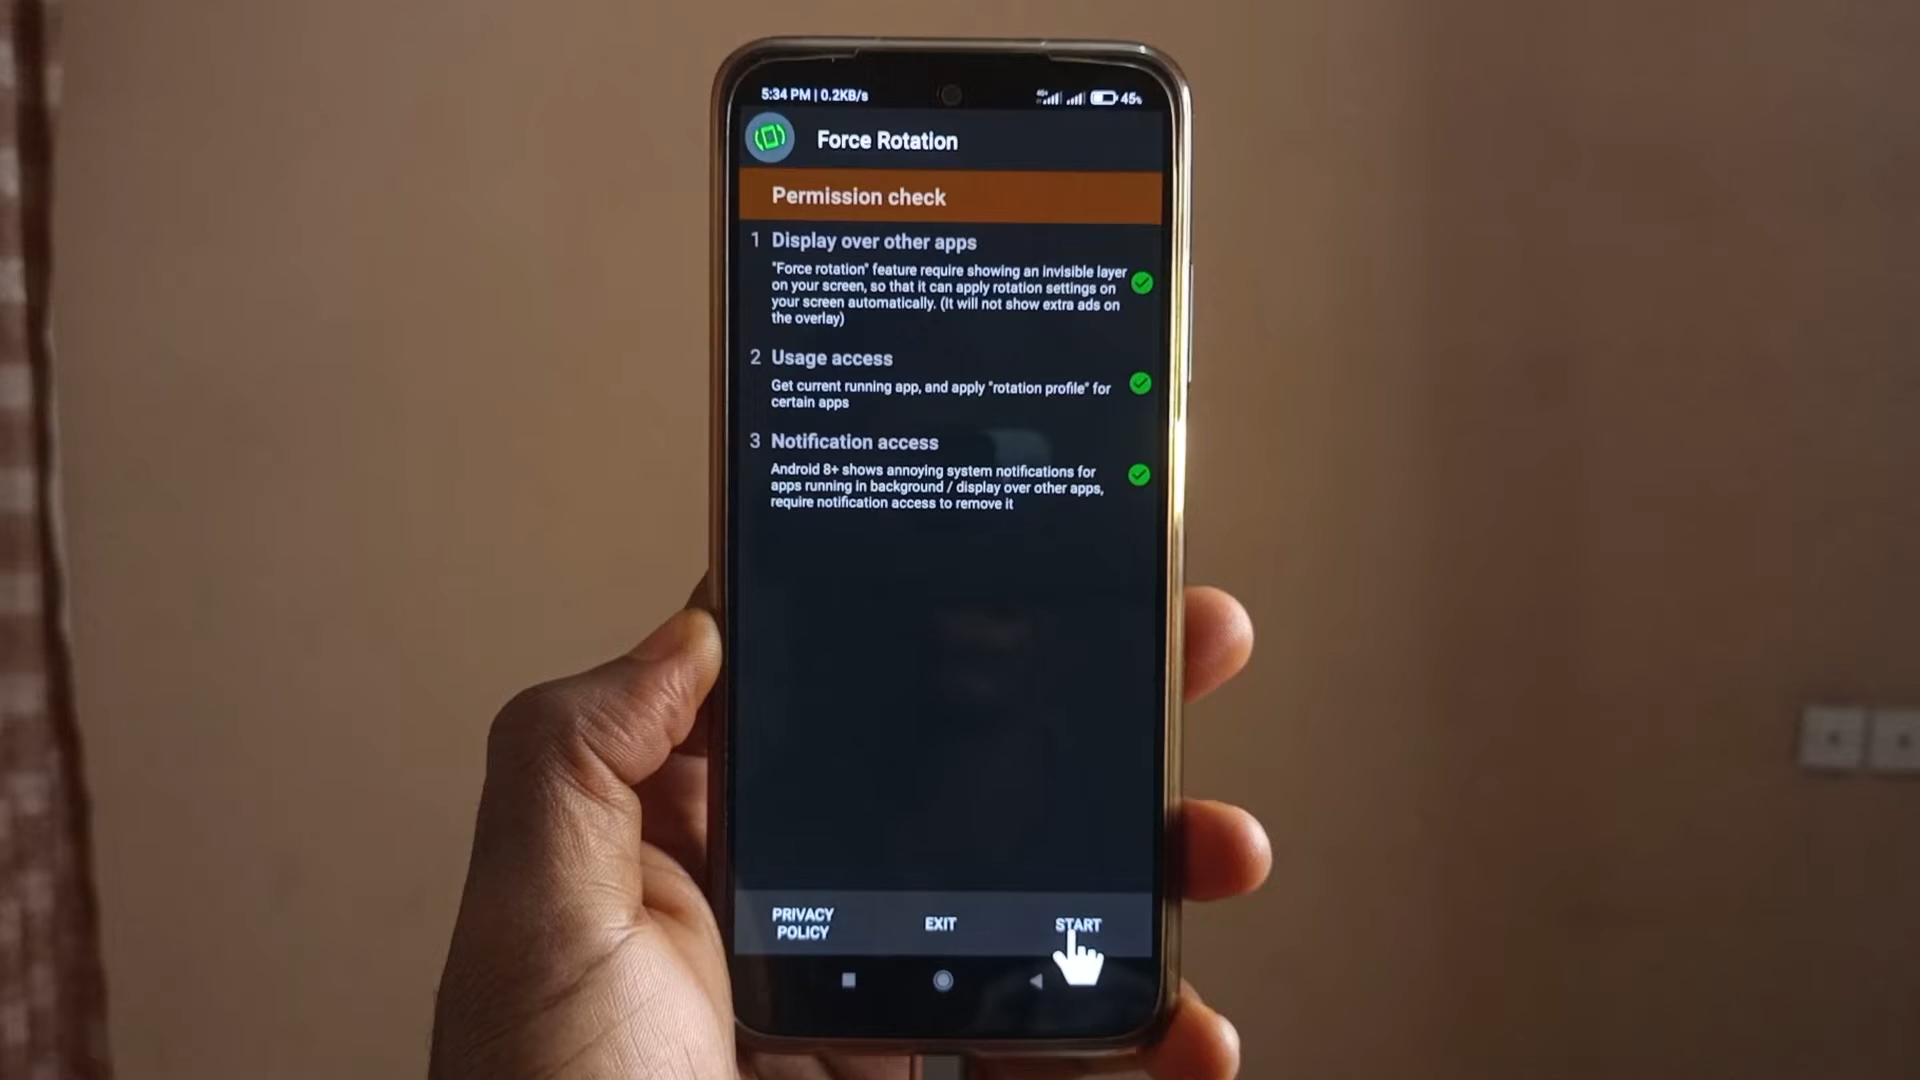 5:34 PM | 0.2KB/s
45%
Force Rotation
Permission check
1 Display over other apps
"Force rotation" feature require showing an invisible layer
on your screen, so that it can apply rotation settings on
your screen automatically. (It will not show extra ads on
the overlay)
2 Usage access
Get current running app, and apply "rotation profile" for
certain apps
3 Notification access
Android 8+ shows annoying system notifications for
apps running in background / display over other apps,
require notification access to remove it
PRIVACY
POLICY
EXIT
START